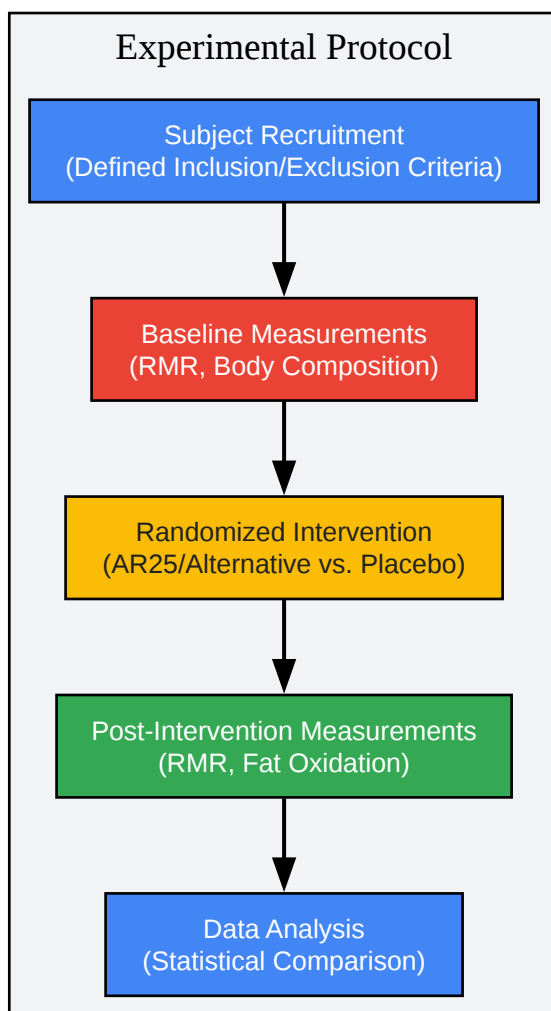 Experimental Protocol
Subject Recruitment
(Defined Inclusion/Exclusion Criteria)
Baseline Measurements
(RMR, Body Composition)
Randomized Intervention
(AR25/Alternative vs. Placebo)
Post-Intervention Measurements
(RMR, Fat Oxidation)
Data Analysis
(Statistical Comparison)